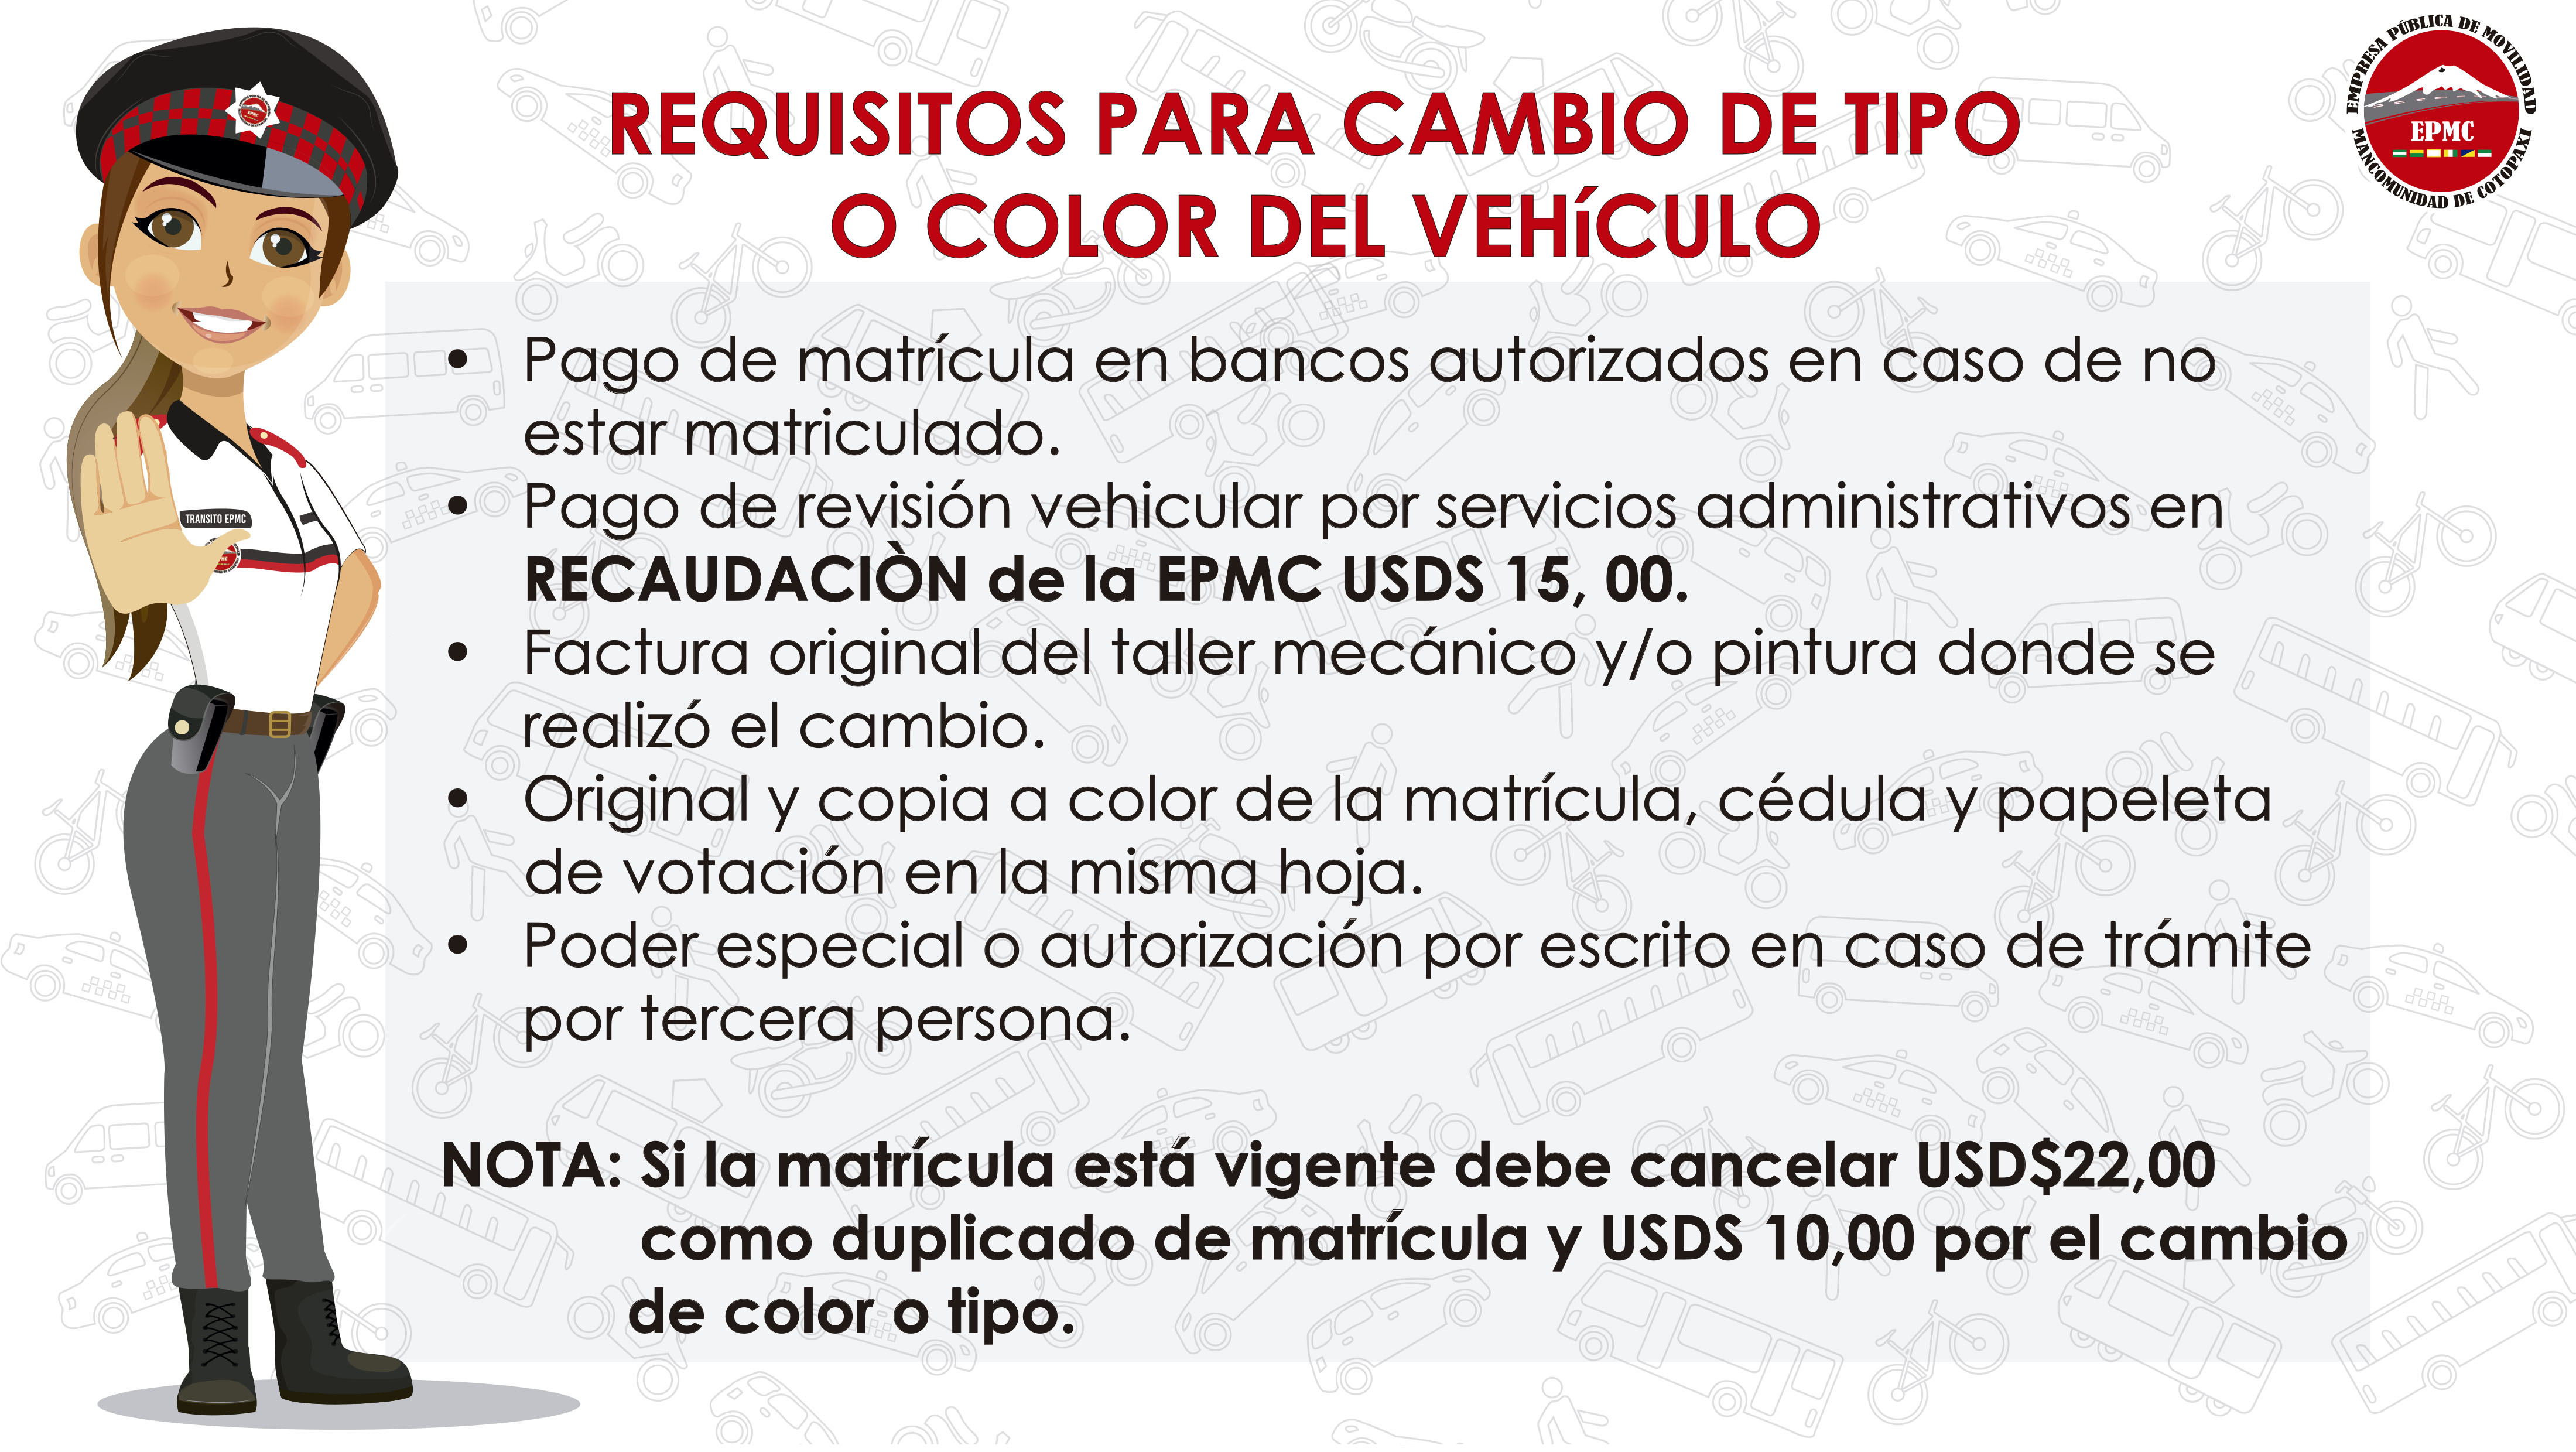 REQUISITOS PARA CAMBIO DE TIPO
O COLOR DEL VEHíCULO
EMPRESA PÚBLICA DE MOVILIDAD
EPMC
MANCOMUNIDAD DE COTOPAXI
• Pago de matrícula en bancos autorizados en caso de no
estar matriculado.
• Pago de revisión vehicular por servicios administrativos en
RECAUDACIÒN de la EPMC USDS 15, 00.
• Factura original del taller mecánico y/o pintura donde se
realizó el cambio.
• Original y copia a color de la matrícula, cédula y papeleta
de votación en la misma hoja.
• Poder especial o autorización por escrito en caso de trámite
por tercera persona.
NOTA: Si la matrícula está vigente debe cancelar USD$22,00
como duplicado de matrícula y USDS 10,00 por el cambio
de color o tipo.
TRANSITO EPMC